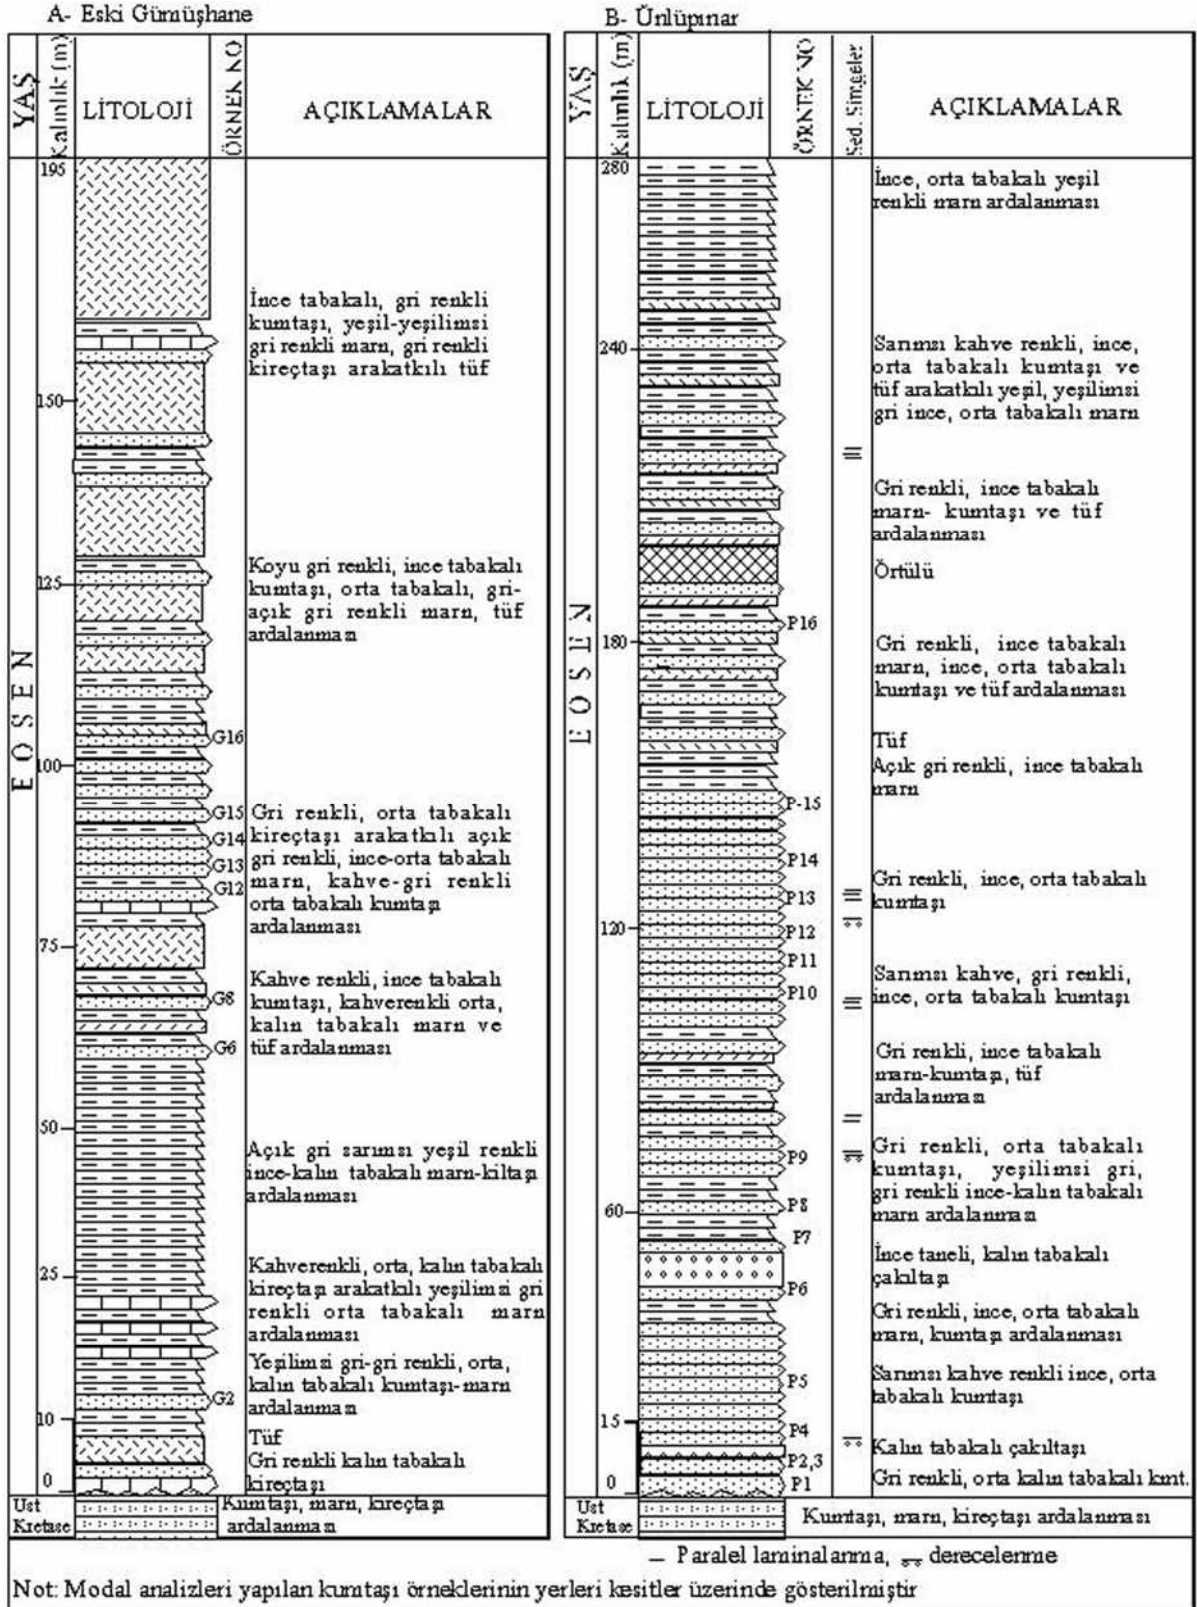 A- Eski Gümüşhane
YAŞ
Kalınlık (m)
LİTOLOJİ
ÖRNEK NO
AÇIKLAMALAR
195
150
125
100
75
50
25
10
0
EOSEN
G16
G15
G14
G13
G12
G8
G6
G2
İnce tabakalı, gri renkli
kumtaşı, yeşil-yeşilimsi
gri renkli marn, gri renkli
kireçtaşı arakatkılı tüf
Koyu gri renkli, ince tabakalı
kumtaşı, orta tabakalı, gri-
açık gri renkli marn, tüf
ardalanması
Gri renkli, orta tabakalı
kireçtaşı arakatkılı açık
gri renkli, ince-orta tabakalı
marn, kahve-gri renkli
orta tabakalı kumtaşı
ardalanması
Kahve renkli, ince tabakalı
kumtaşı, kahverenkli orta,
kalın tabakalı marn ve
tüf ardalanması
Açık gri sarımsı yeşil renkli
ince-kalın tabakalı marn-kiltaşı
ardalanması
Kahverenkli, orta, kalın tabakalı
kireçtaşı arakatkılı yeşilimsi gri
renkli orta tabakalı marn
ardalanması
Yeşilimsi gri-gri renkli, orta,
kalın tabakalı kumtaşı-marn
ardalanması
Tüf
Gri renkli kalın tabakalı
kireçtaşı
Ust
Kretase
Kumtaşı, marn, kireçtaşı
ardalanması
B- Ünlüpınar
YAŞ
Kalınlık (m)
LİTOLOJİ
ÖRNEK NO
Sed. Simgeler
AÇIKLAMALAR
280
240
180
120
60
15
0
EOSEN
P16
P-15
P14
P13
P12
P11
P10
P9
P8
P7
P6
P5
P4
P2,3
P1
İnce, orta tabakalı yeşil
renkli marn ardalanması
Sarımsı kahve renkli, ince,
orta tabakalı kumtaşı ve
tüf arakatkılı yeşil, yeşilimsi
gri ince, orta tabakalı marn
Gri renkli, ince tabakalı
marn- kumtaşı ve tüf
ardalanması
Örtülü
Gri renkli, ince tabakalı
marn, ince, orta tabakalı
kumtaşı ve tüf ardalanması
Tüf
Açık gri renkli, ince tabakalı
marn
Gri renkli, ince, orta tabakalı
kumtaşı
Sarımsı kahve, gri renkli,
ince, orta tabakalı kumtaşı
Gri renkli, ince tabakalı
marn-kumtaşı, tüf
ardalanması
Gri renkli, orta tabakalı
kumtaşı, yeşilimsi gri,
gri renkli ince-kalın tabakalı
marn ardalanması
İnce taneli, kalın tabakalı
çakıltaşı
Gri renkli, ince, orta tabakalı
marn, kumtaşı ardalanması
Sarımsı kahve renkli ince, orta
tabakalı kumtaşı
Kalın tabakalı çakıltaşı
Gri renkli, orta kalın tabakalı kmt.
Ust
Kretase
Kumtaşı, marn, kireçtaşı ardalanması
Paralel laminalanma, derecelenme
Not: Modal analizleri yapılan kumtaşı örneklerinin yerleri kesitler üzerinde gösterilmiştir